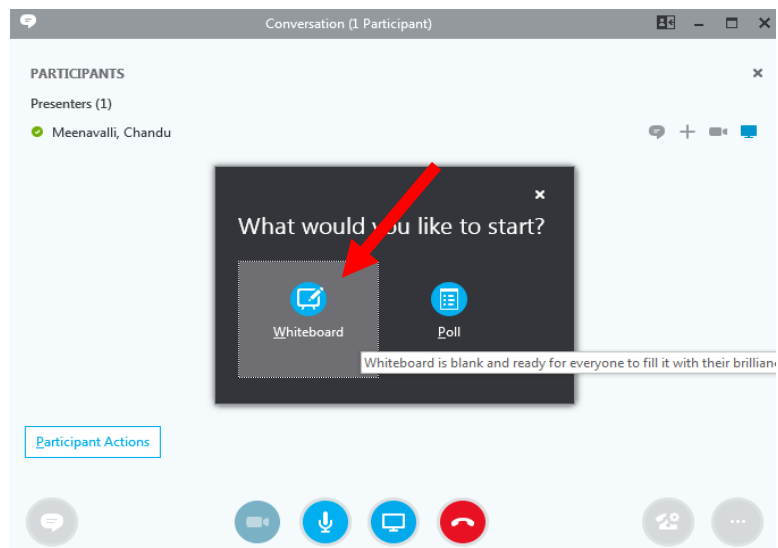 Conversation (1 Participant)
PARTICIPANTS
Presenters (1)
Meenavalli, Chandu
What would you like to start?
Whiteboard
Poll
Whiteboard is blank and ready for everyone to fill it with their brillian
Participant Actions